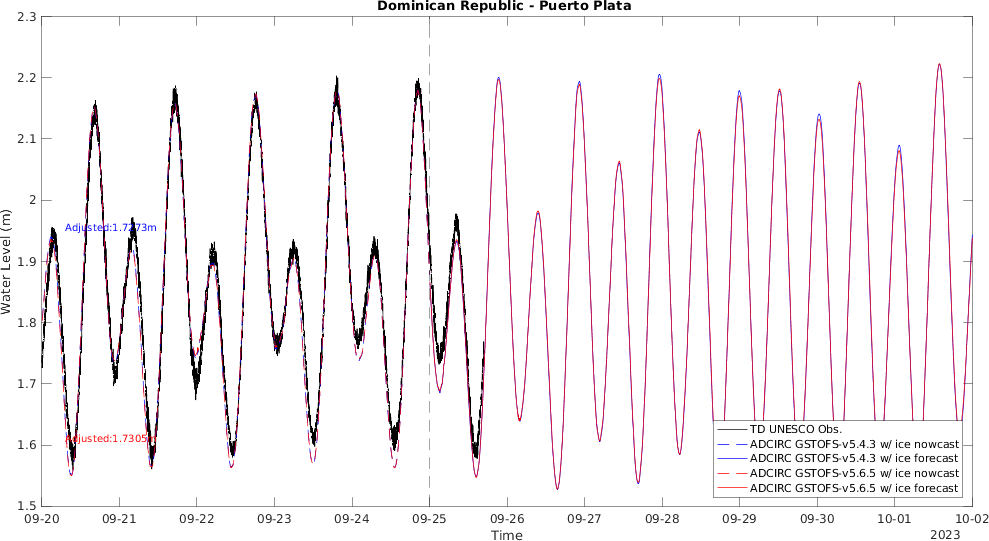 Dominican Republic - Puerto Plata
2.3
2.2
2.1
2
1.9
1.8
1.7
1.6
1.5
Water Level (m)
Adjusted:1.7273m
Adjusted:1.7305m
TD UNESCO Obs.
ADCIRC GSTOFS-v5.4.3 w/ ice nowcast
ADCIRC GSTOFS-v5.4.3 w/ ice forecast
ADCIRC GSTOFS-v5.6.5 w/ ice nowcast
ADCIRC GSTOFS-v5.6.5 w/ ice forecast
09-20 09-21 09-22 09-23 09-24 09-25 09-26 09-27 09-28 09-29 09-30 10-01 10-02
Time
2023